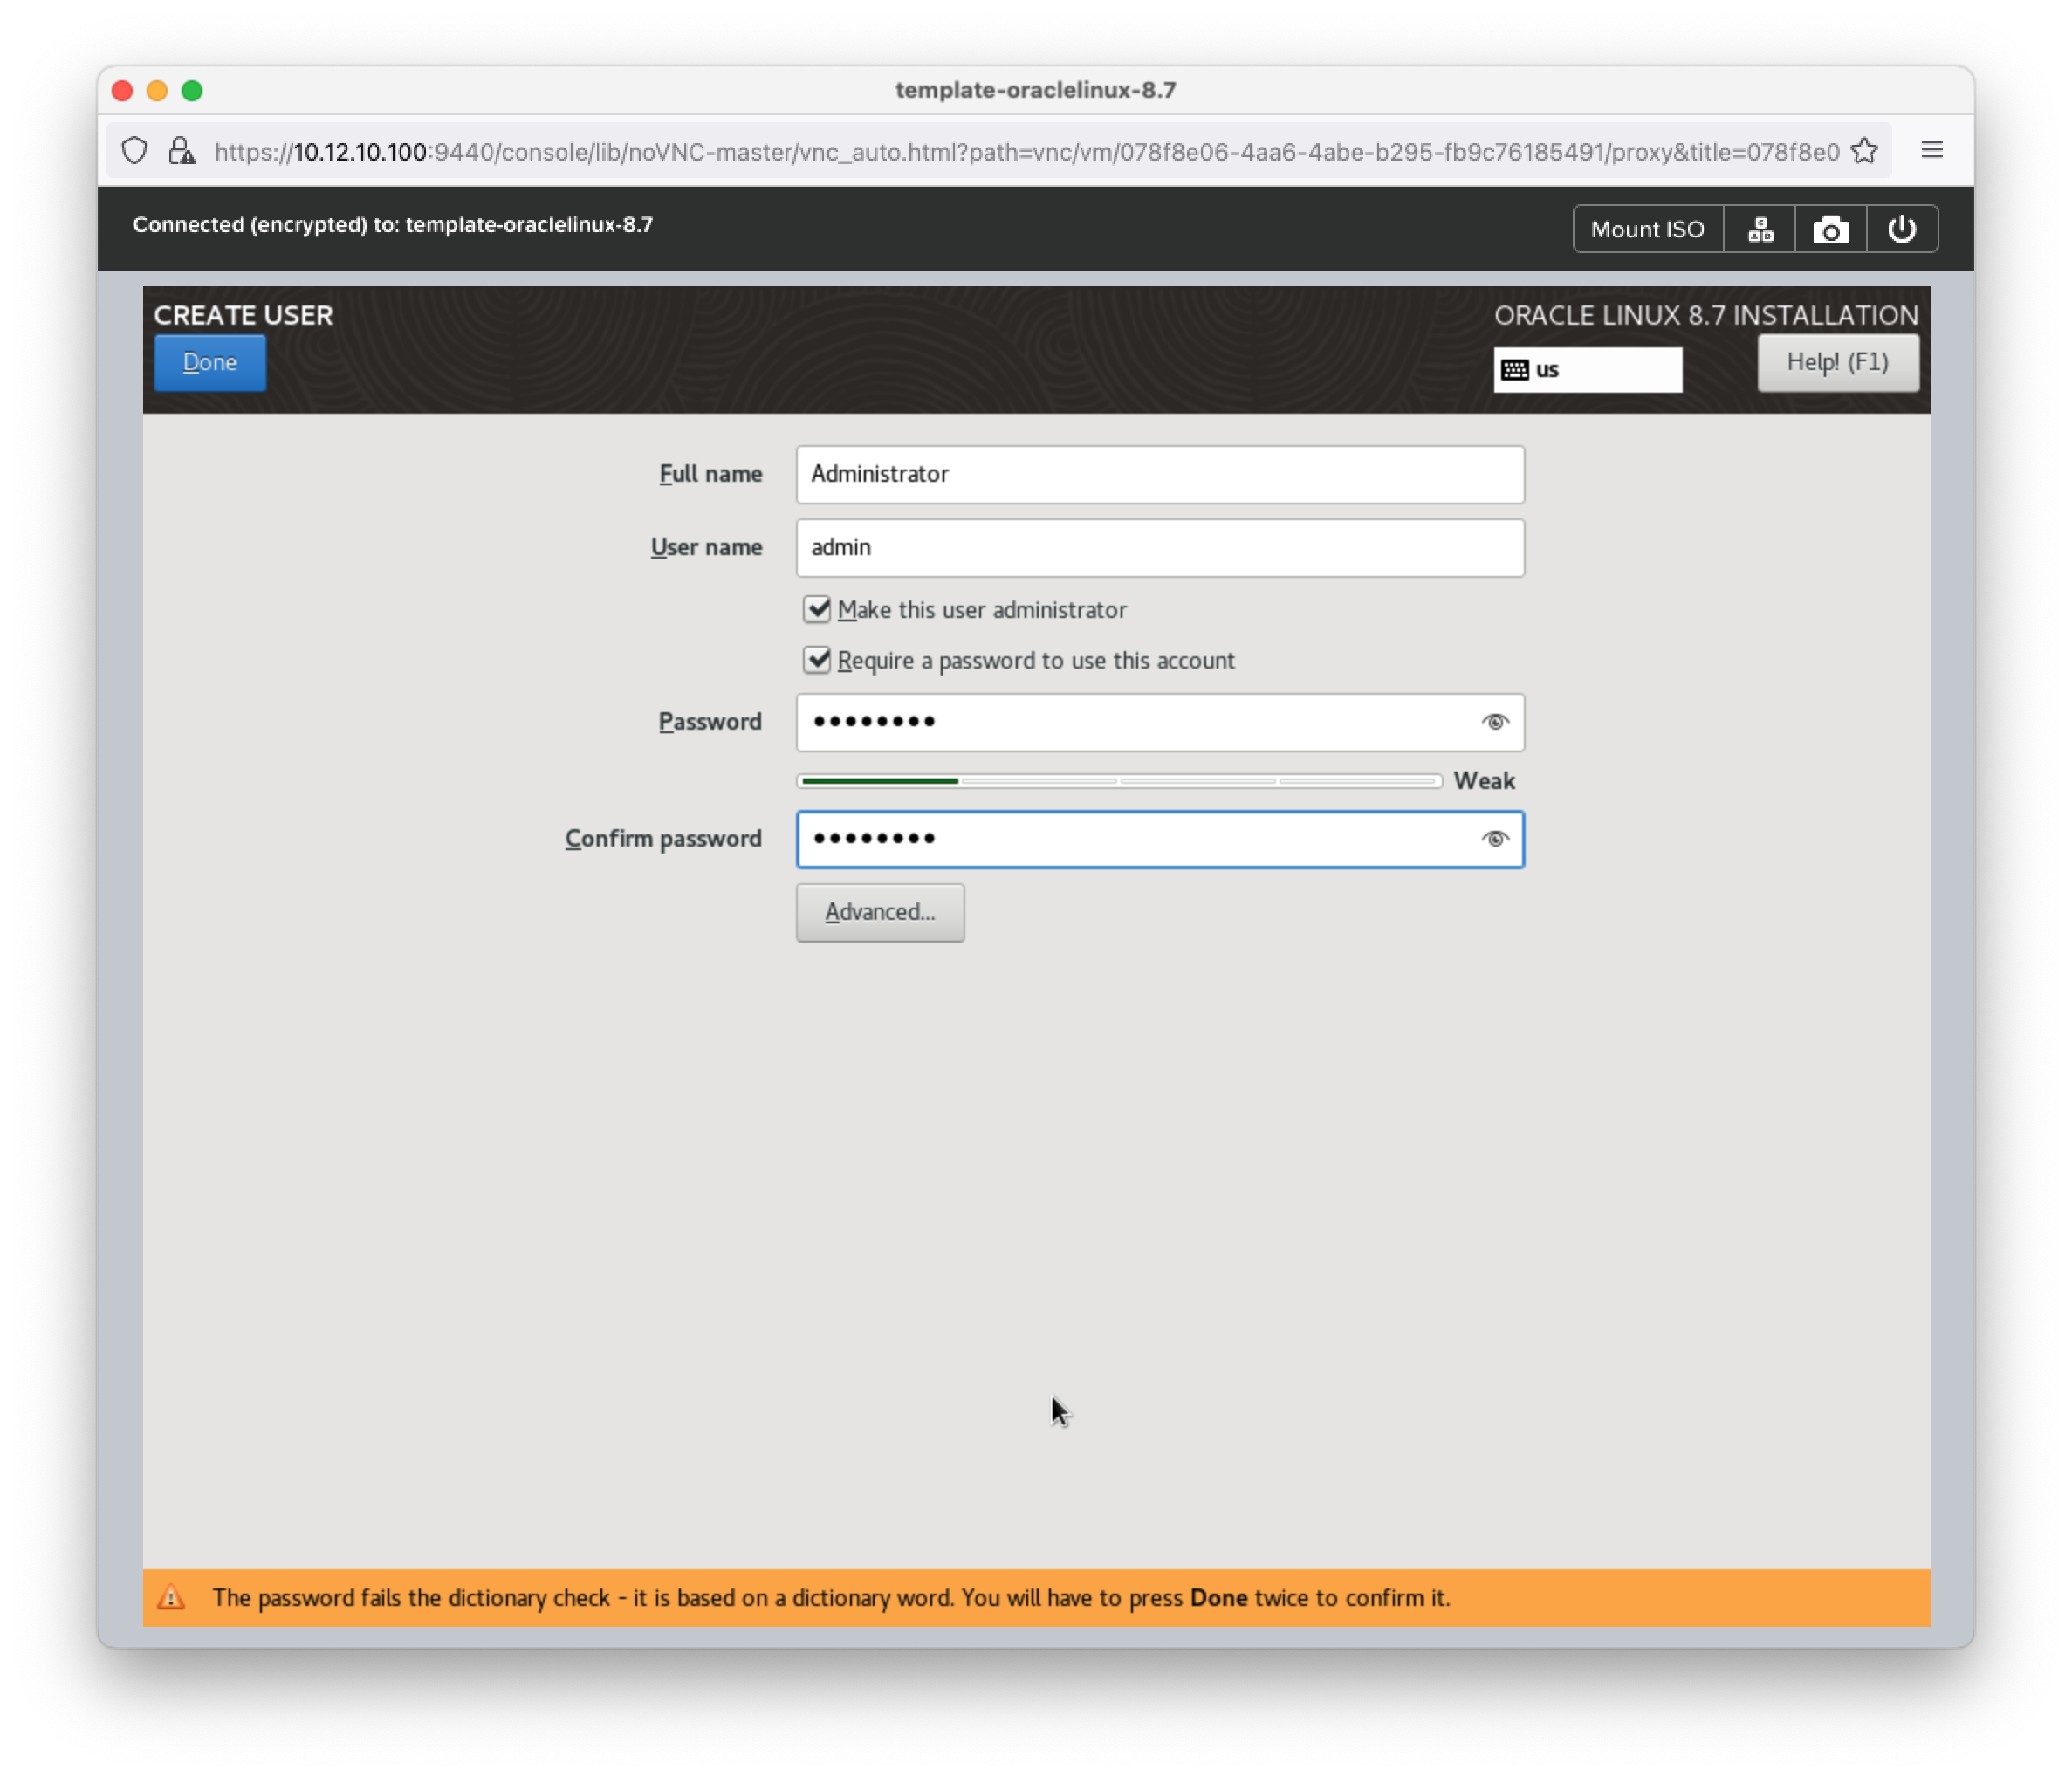 template-oraclelinux-8.7
https://10.12.10.100:9440/console/lib/noVNC-master/vnc_auto.html?path=vnc/vm/078f8e06-4aa6-4abe-b295-fb9c76185491/proxy&title=078f8e0
Connected (encrypted) to: template-oraclelinux-8.7
Mount ISO
CREATE USER
ORACLE LINUX 8.7 INSTALLATION
Done
us
Help! (F1)
Full name
Administrator
User name
admin
Make this user administrator
Require a password to use this account
Password
••••••••
Weak
Confirm password
••••••••
Advanced...
The password fails the dictionary check - it is based on a dictionary word. You will have to press Done twice to confirm it.